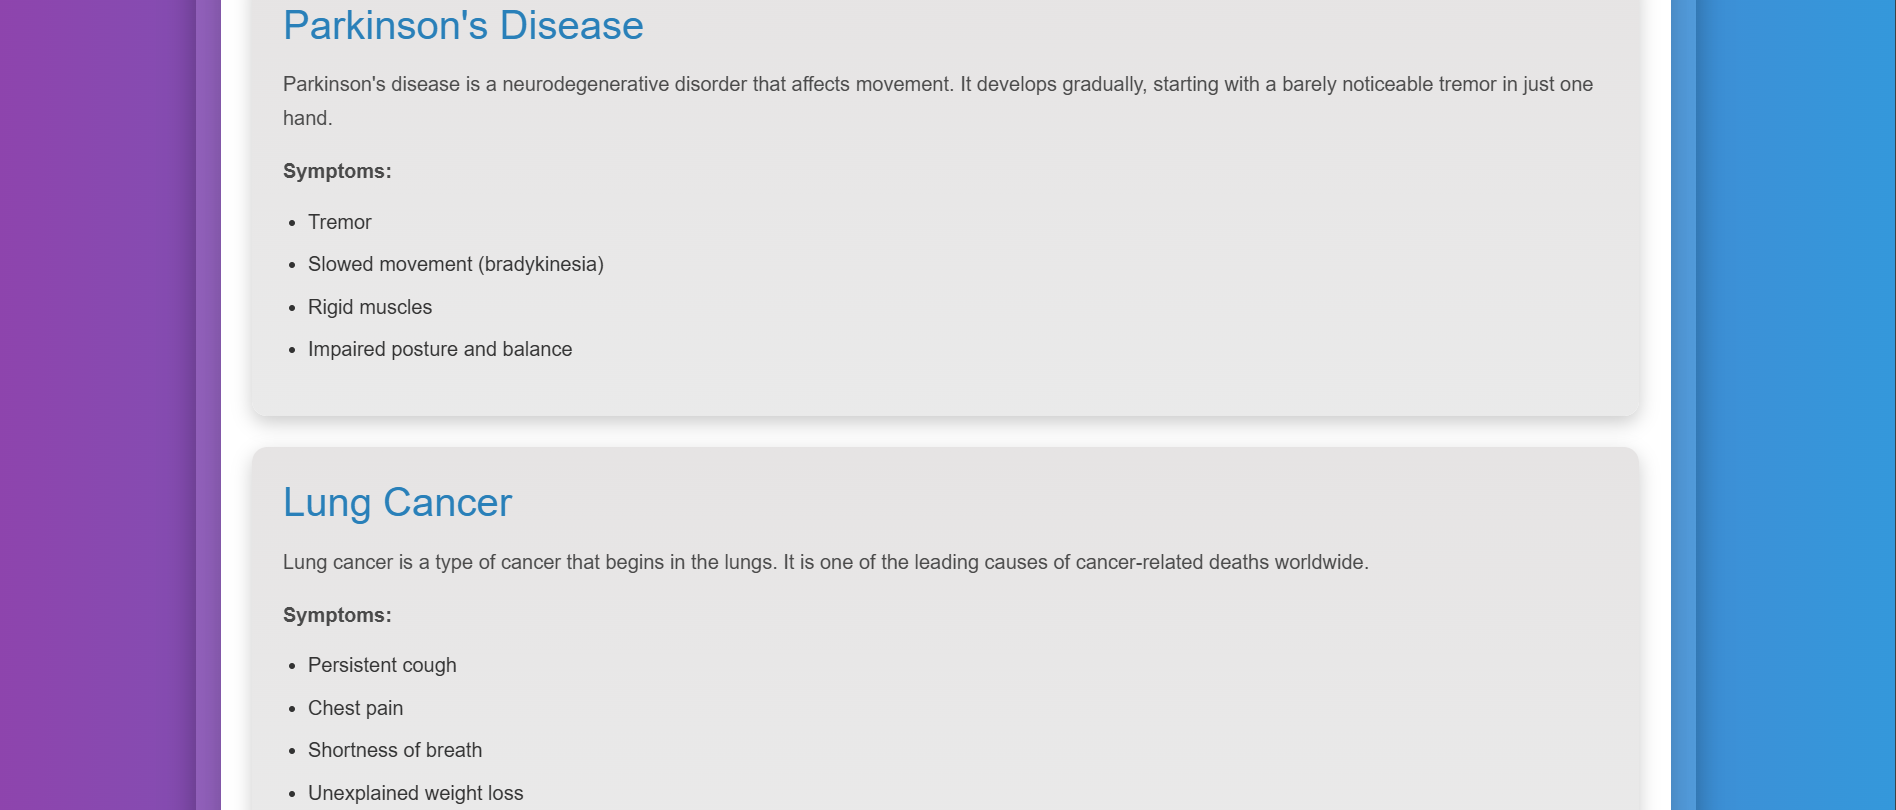 Parkinson's Disease
Parkinson's disease is a neurodegenerative disorder that affects movement. It develops gradually, starting with a barely noticeable tremor in just one
hand.
Symptoms:
• Tremor
• Slowed movement (bradykinesia)
• Rigid muscles
• Impaired posture and balance
Lung Cancer
Lung cancer is a type of cancer that begins in the lungs. It is one of the leading causes of cancer-related deaths worldwide.
Symptoms:
• Persistent cough
• Chest pain
• Shortness of breath
• Unexplained weight loss